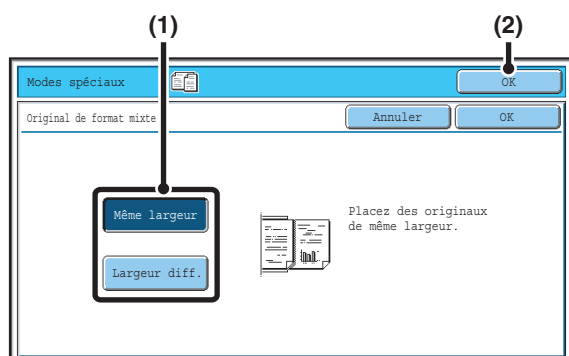 (1) (2)
Modes spéciaux OK
Original de format mixte Annuler OK
Même largeur
Placez des originaux
de même largeur.
Largeur diff.